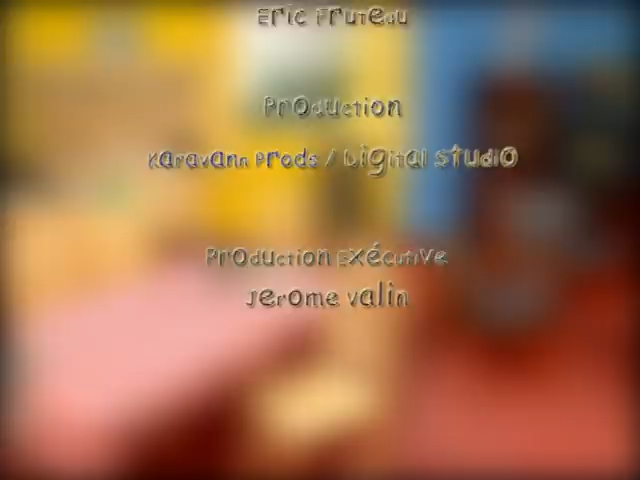 Eric Fruteau
Production
Karavann Prods / Digital studio
Production Exécutive
Jerome Valin